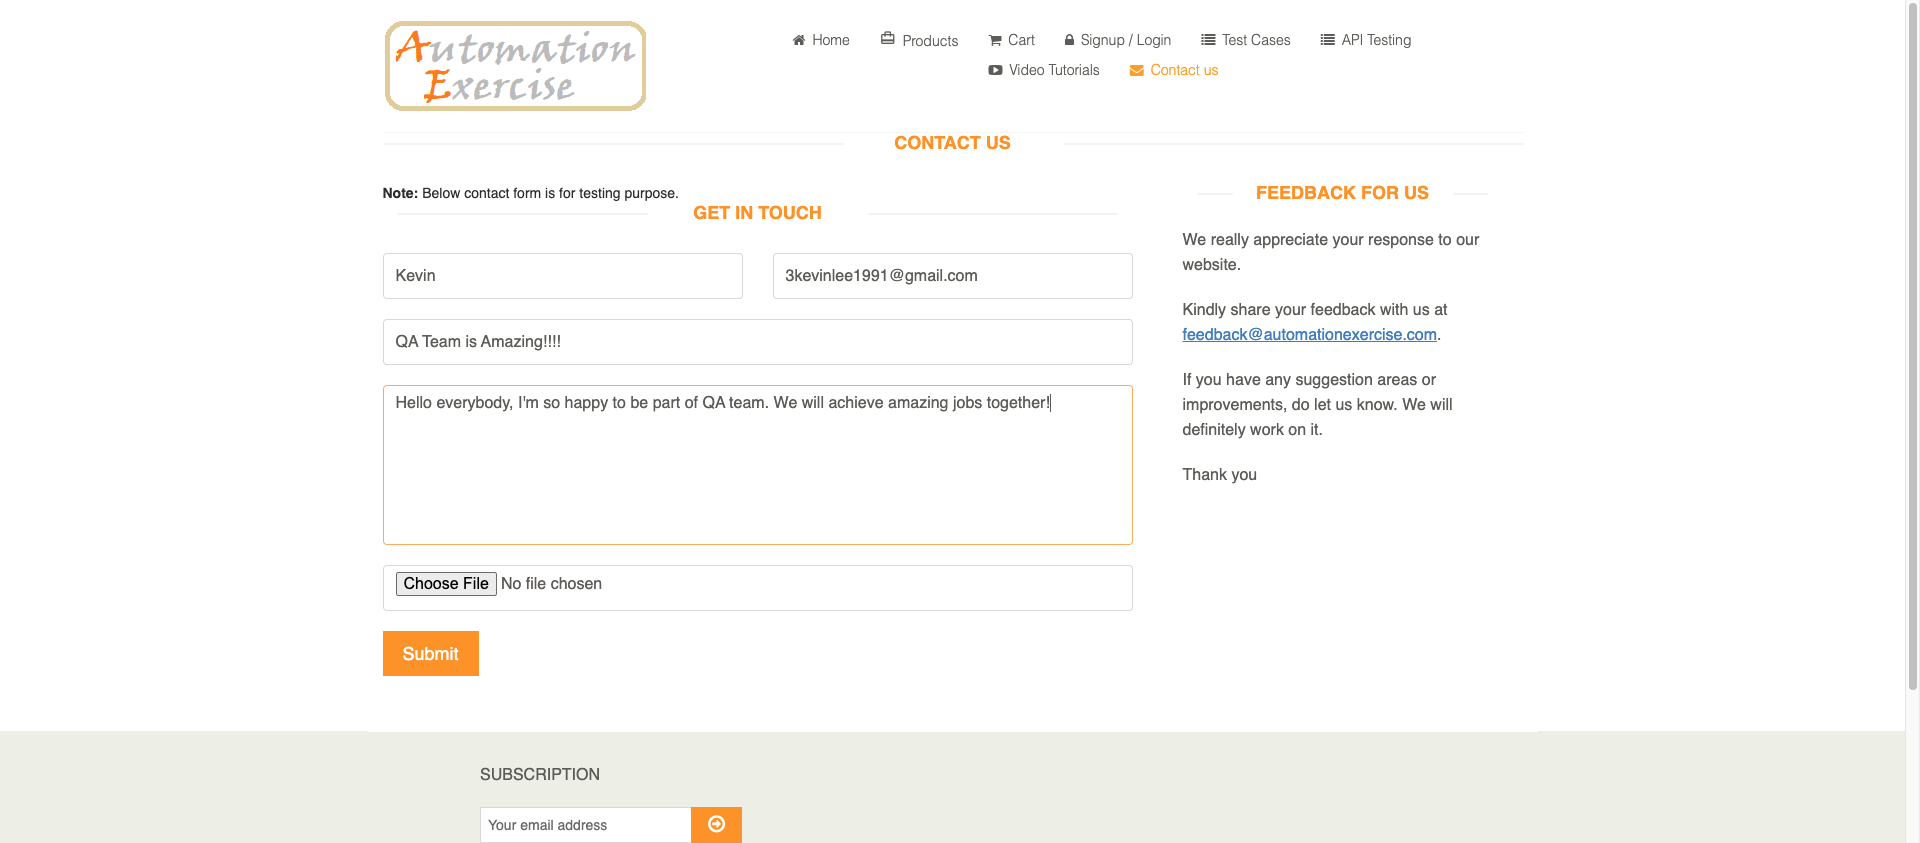 Automation
Exercise
Home
Products
Cart
Signup / Login
Test Cases
API Testing
Video Tutorials
Contact us
CONTACT US
Note: Below contact form is for testing purpose.
GET IN TOUCH
Kevin
3kevinlee1991@gmail.com
QA Team is Amazing!!!!
Hello everybody, I'm so happy to be part of QA team. We will achieve amazing jobs together!
Choose File No file chosen
Submit
FEEDBACK FOR US
We really appreciate your response to our
website.
Kindly share your feedback with us at
feedback@automationexercise.com.
If you have any suggestion areas or
improvements, do let us know. We will
definitely work on it.
Thank you
SUBSCRIPTION
Your email address